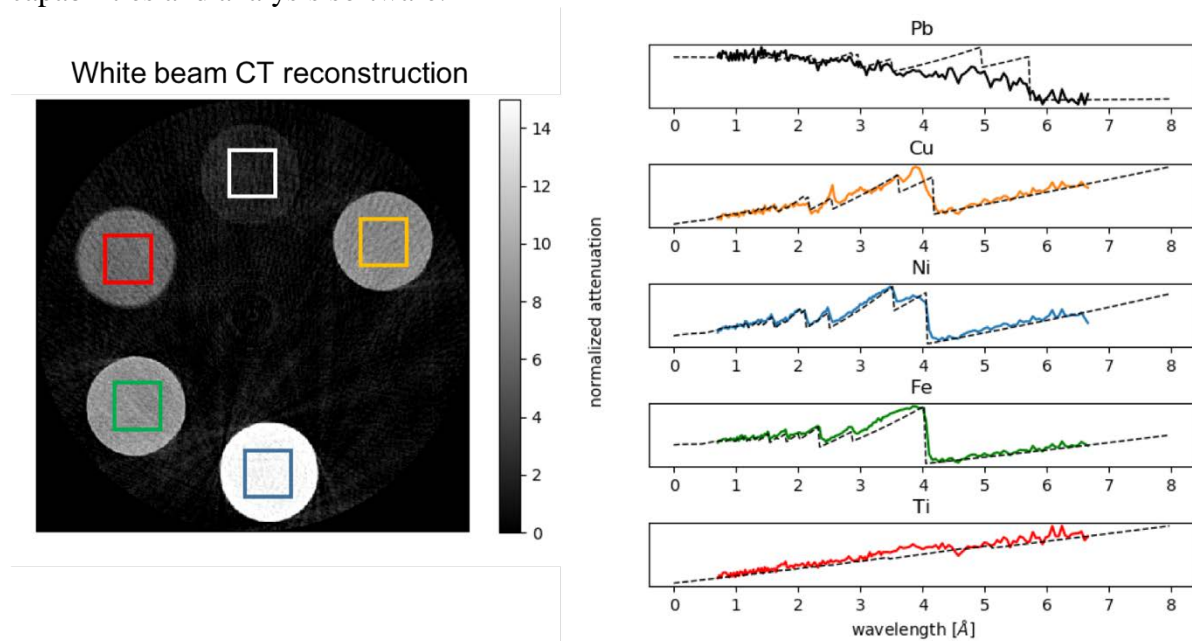 White beam CT reconstruction
14
12
10
8
6
4
2
0
normalized attenuation
Pb
0 1 2 3 4 5 6 7 8
Cu
0 1 2 3 4 5 6 7 8
Ni
0 1 2 3 4 5 6 7 8
Fe
0 1 2 3 4 5 6 7 8
Ti
0 1 2 3 4 5 6 7 8
wavelength [Å]